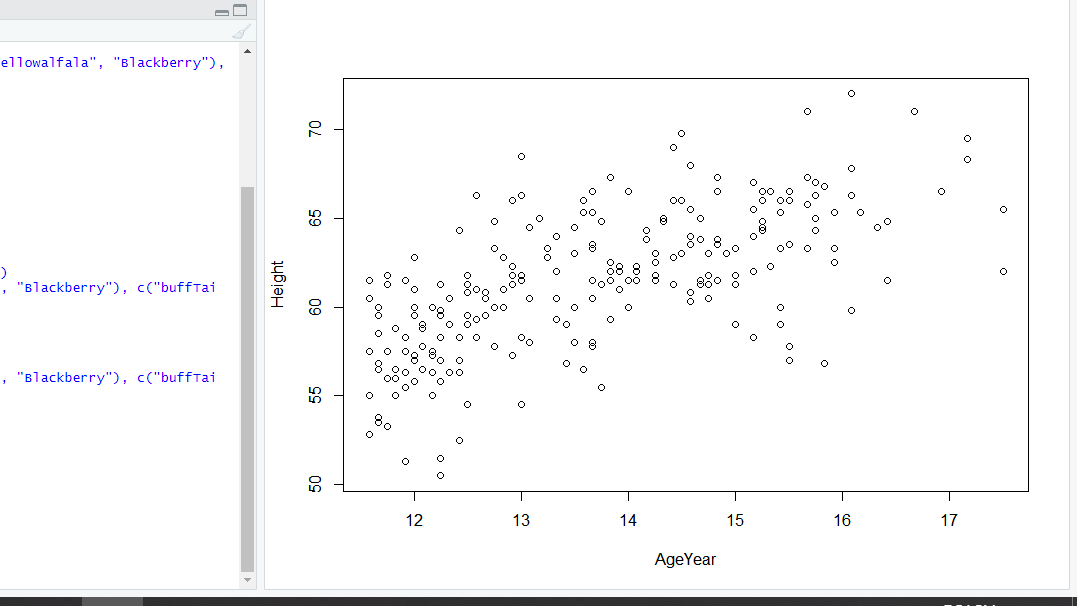 ellowalfala", "Blackberry"),
)
, "Blackberry"), c("buffTai
, "Blackberry"), c("buffTai
Height
70
65
60
55
50
12 13 14 15 16 17
AgeYear